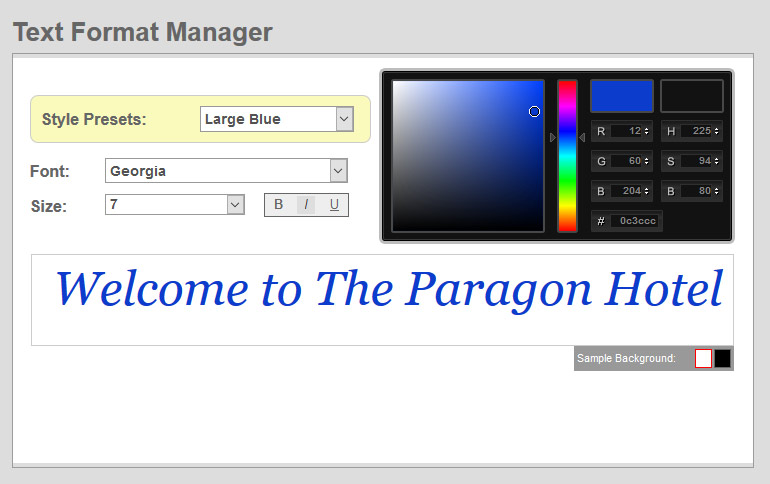 Text Format Manager
Style Presets: Large Blue
Font: Georgia
Size: 7 B I U
R 12 H 225
G 60 S 94
B 204 B 80
# 0c3ccc
Welcome to The Paragon Hotel
Sample Background: